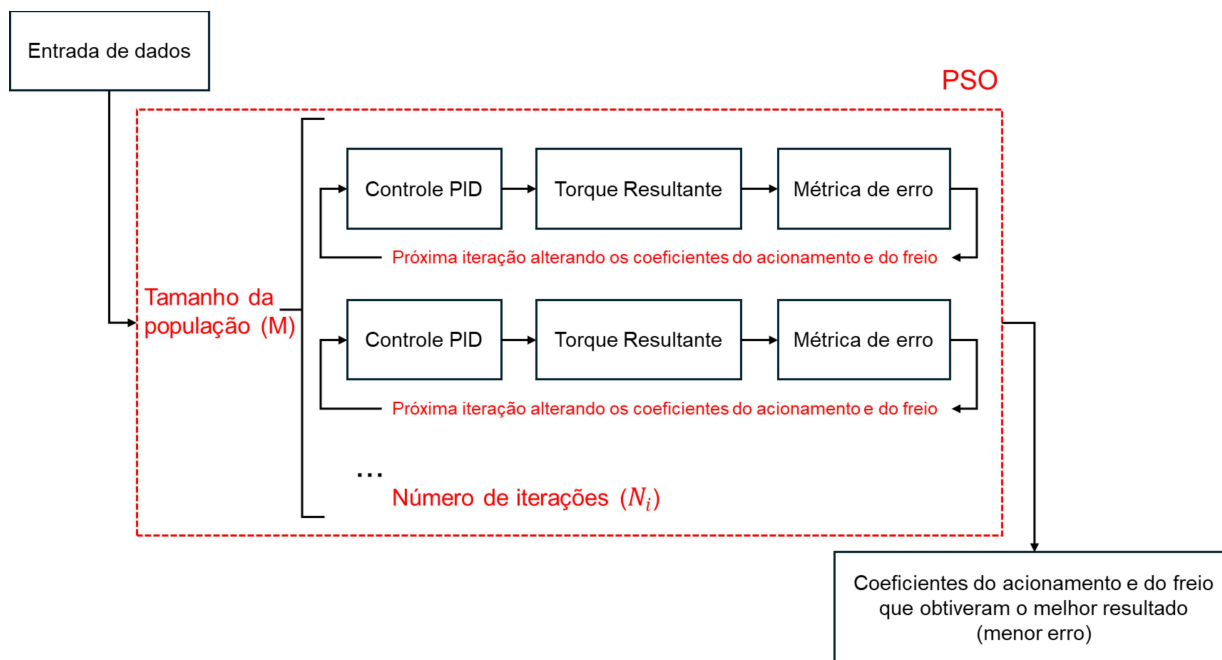 Entrada de dados
PSO
Controle PID
Torque Resultante
Métrica de erro
Próxima iteração alterando os coeficientes do acionamento e do freio
Tamanho da
população (M)
Controle PID
Torque Resultante
Métrica de erro
Próxima iteração alterando os coeficientes do acionamento e do freio
...
Número de iterações (Nᵢ)
Coeficientes do acionamento e do freio
que obtiveram o melhor resultado
(menor erro)